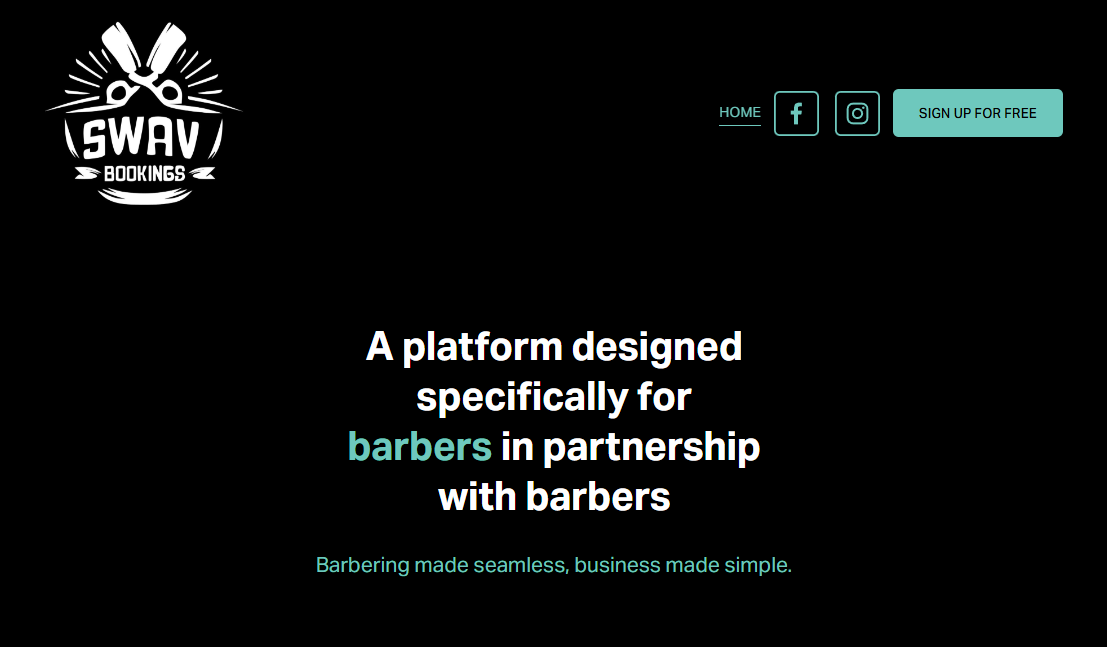 SWAV
BOOKINGS
HOME
SIGN UP FOR FREE
A platform designed
specifically for
barbers in partnership
with barbers
Barbering made seamless, business made simple.